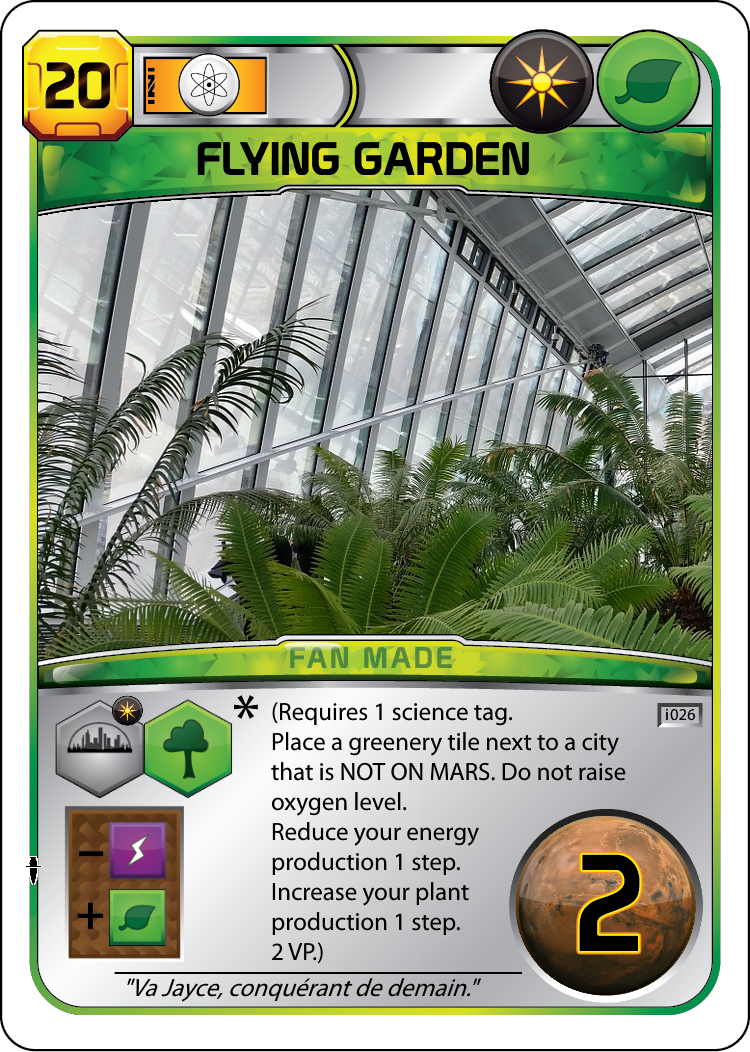 20
FLYING GARDEN
FAN MADE
* (Requires 1 science tag.
i026
Place a greenery tile next to a city
that is NOT ON MARS. Do not raise
oxygen level.
Reduce your energy
production 1 step.
Increase your plant
production 1 step.
2 VP.)
- 
+
2
"Va Jayce, conquérant de demain."